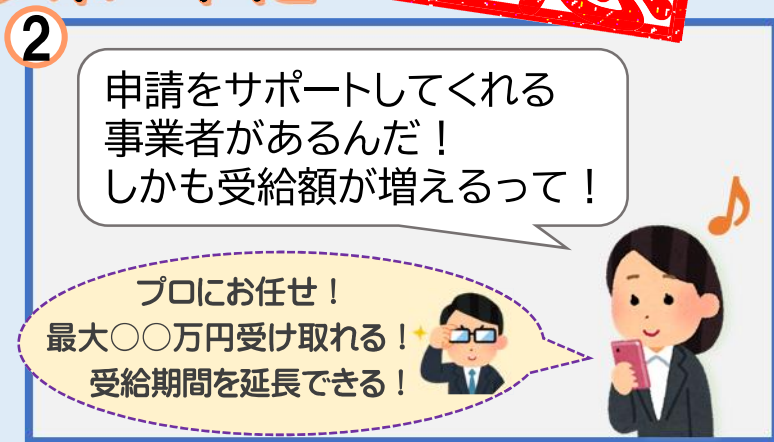 ②
申請をサポートしてくれる
事業者があるんだ！
しかも受給額が増えるって！
プロにお任せ！
最大○○万円受け取れる！
受給期間を延長できる！